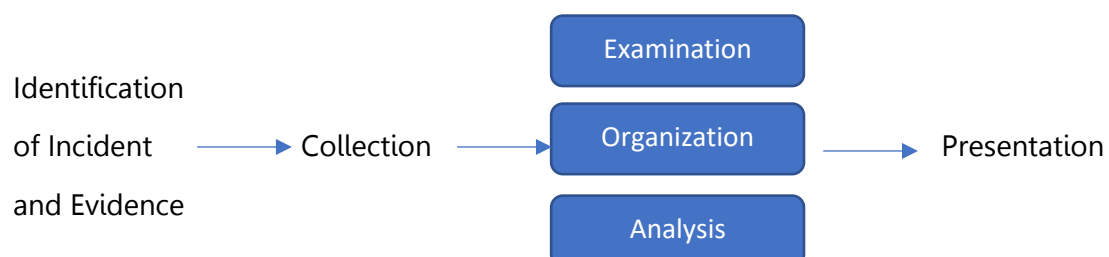 Identification
of Incident
and Evidence
Collection
Examination
Organization
Analysis
Presentation